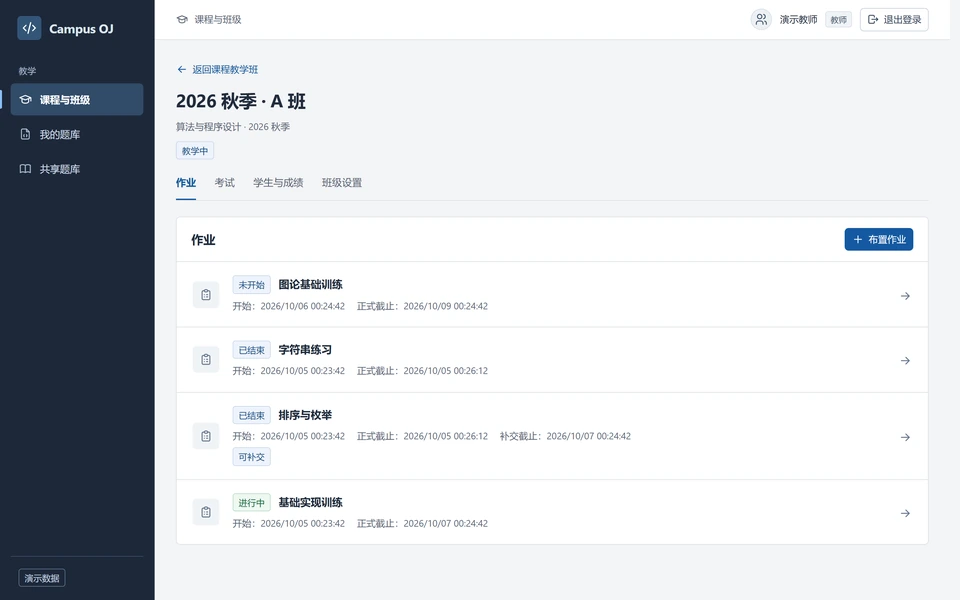 Campus OJ
教学
课程与班级
我的题库
共享题库
演示数据
课程与班级
演示教师
教师
退出登录
返回课程教学班
2026 秋季 · A 班
算法与程序设计 · 2026 秋季
教学中
作业
考试
学生与成绩
班级设置
作业
布置作业
未开始 图论基础训练
开始：2026/10/06 00:24:42 正式截止：2026/10/09 00:24:42
已结束 字符串练习
开始：2026/10/05 00:23:42 正式截止：2026/10/05 00:26:12
已结束 排序与枚举
开始：2026/10/05 00:23:42 正式截止：2026/10/05 00:26:12 补交截止：2026/10/07 00:24:42
可补交
进行中 基础实现训练
开始：2026/10/05 00:23:42 正式截止：2026/10/07 00:24:42